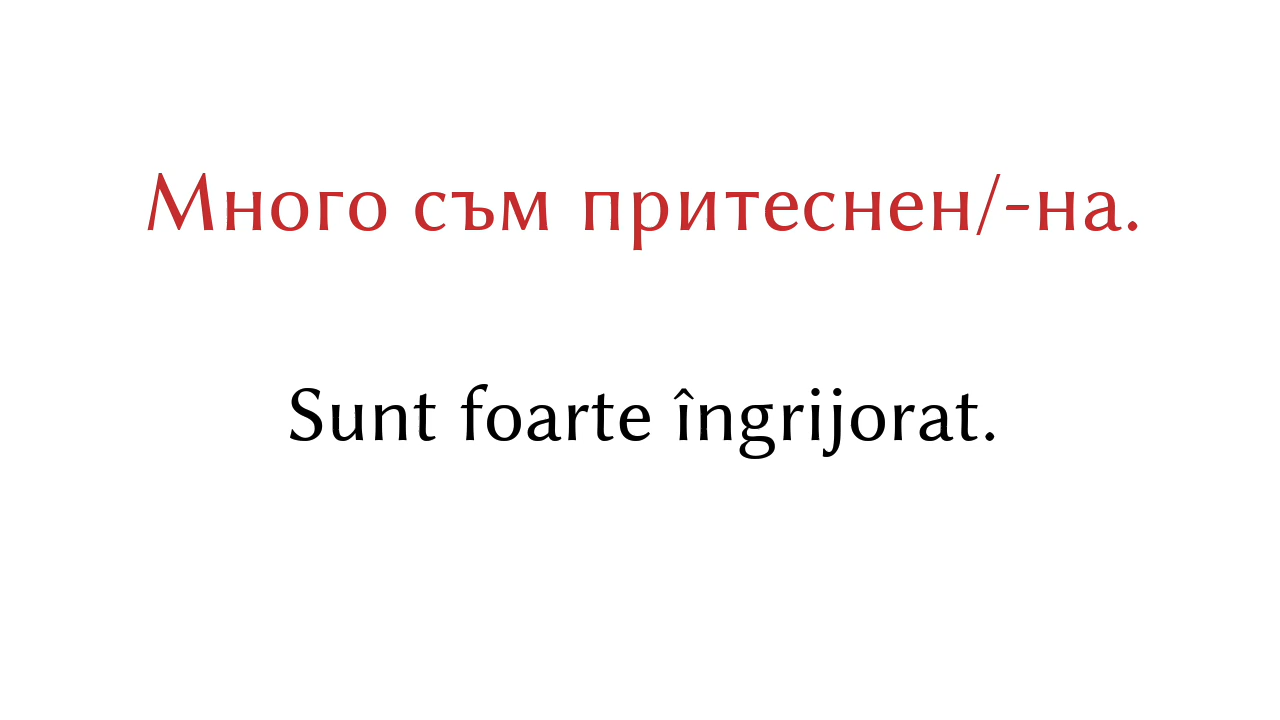 Много съм притеснен/-на.
Sunt foarte îngrijorat.